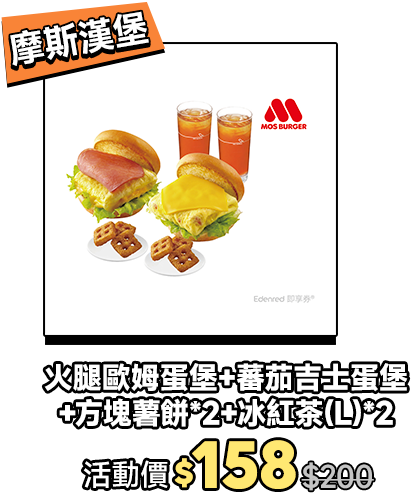 摩斯漢堡
MOS BURGER
Edenred 即享券®
火腿歐姆蛋堡+蕃茄吉士蛋堡
+方塊薯餅*2+冰紅茶(L)*2
活動價$158 $200